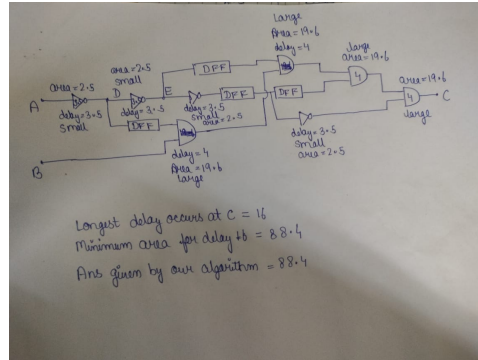 Large
Area = 19.6
delay = 4
area = 2.5
small
large
area = 19.6
area = 2.5
DFF
area = 19.6
A
D
E
DFF
DFF
4
4
C
delay = 3.5
small
3.5
DFF
delay = 3.5
small
area = 2.5
large
delay = 4
Area = 19.6
large
delay = 3.5
small
area = 2.5
B
Longest delay occurs at C = 16
Minimum area for delay 16 = 88.4
Ans given by our algorithm = 88.4